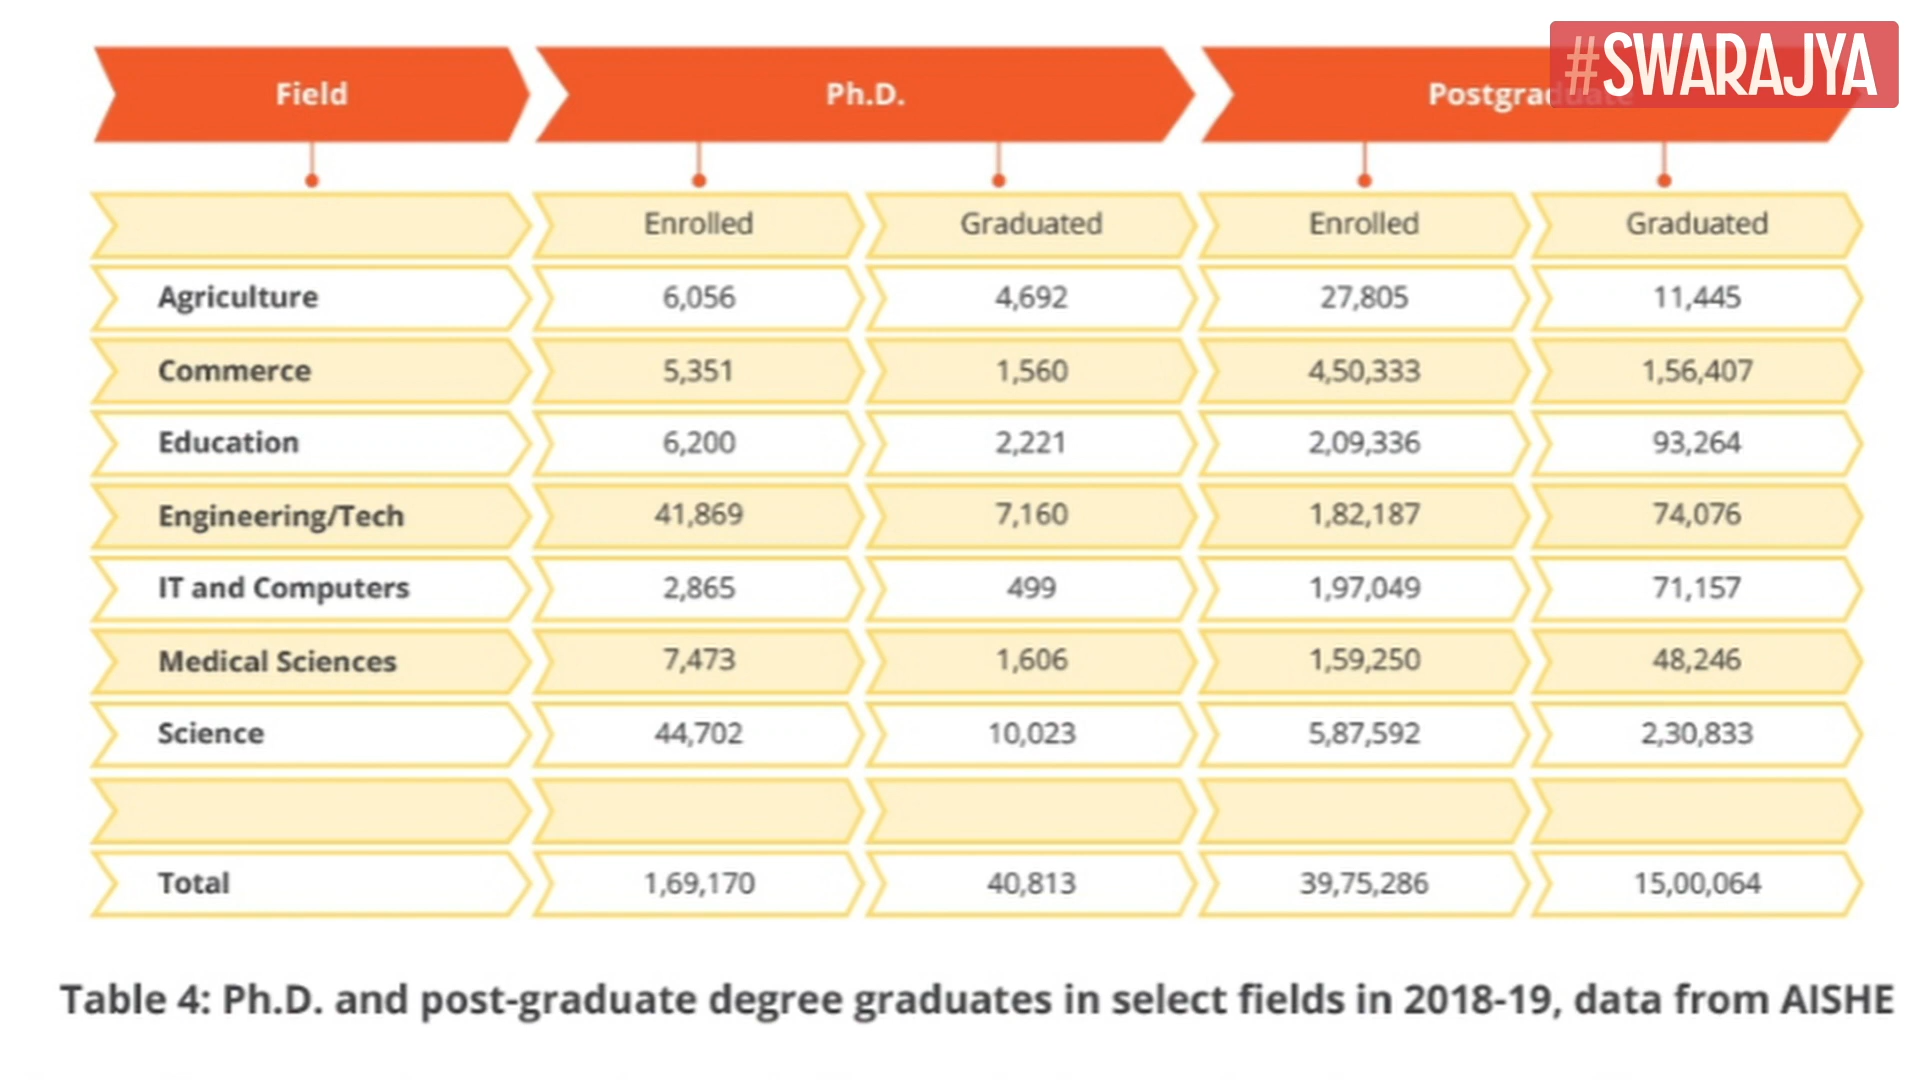 #SWARAJYA
Field Ph.D. Postgraduate
Enrolled Graduated Enrolled Graduated
Agriculture 6,056 4,692 27,805 11,445
Commerce 5,351 1,560 4,50,333 1,56,407
Education 6,200 2,221 2,09,336 93,264
Engineering/Tech 41,869 7,160 1,82,187 74,076
IT and Computers 2,865 499 1,97,049 71,157
Medical Sciences 7,473 1,606 1,59,250 48,246
Science 44,702 10,023 5,87,592 2,30,833
Total 1,69,170 40,813 39,75,286 15,00,064
Table 4: Ph.D. and post-graduate degree graduates in select fields in 2018-19, data from AISHE